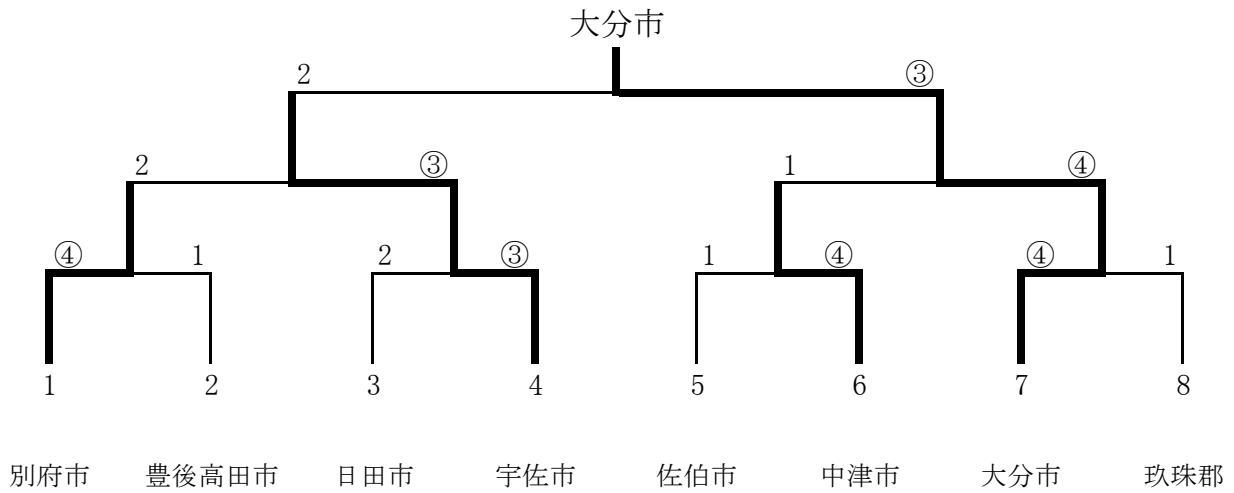 大分市
2 ③
2 ③ 1 ④
④ 1 2 ③ 1 ④ ④ 1
1 2 3 4 5 6 7 8
別府市 豊後高田市 日田市 宇佐市 佐伯市 中津市 大分市 玖珠郡